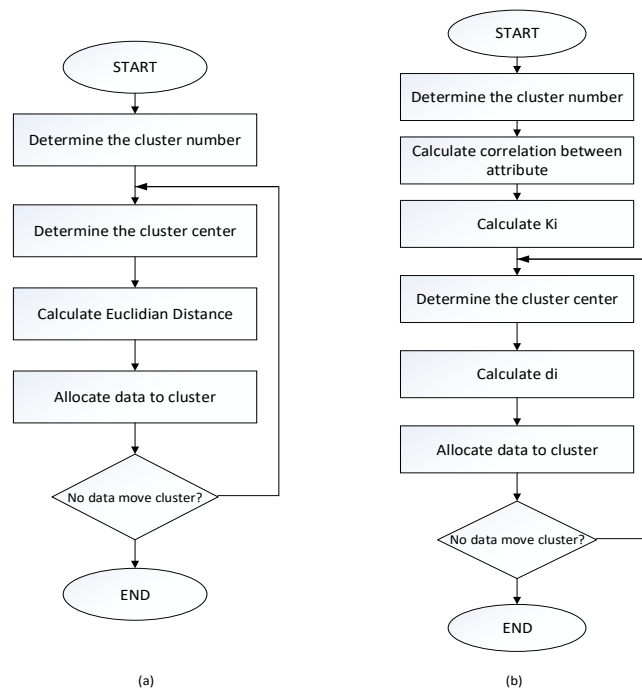 START
Determine the cluster number
Determine the cluster center
Calculate Euclidian Distance
Allocate data to cluster
No data move cluster?
END
(a)
START
Determine the cluster number
Calculate correlation between
attribute
Calculate Ki
Determine the cluster center
Calculate di
Allocate data to cluster
No data move cluster?
END
(b)